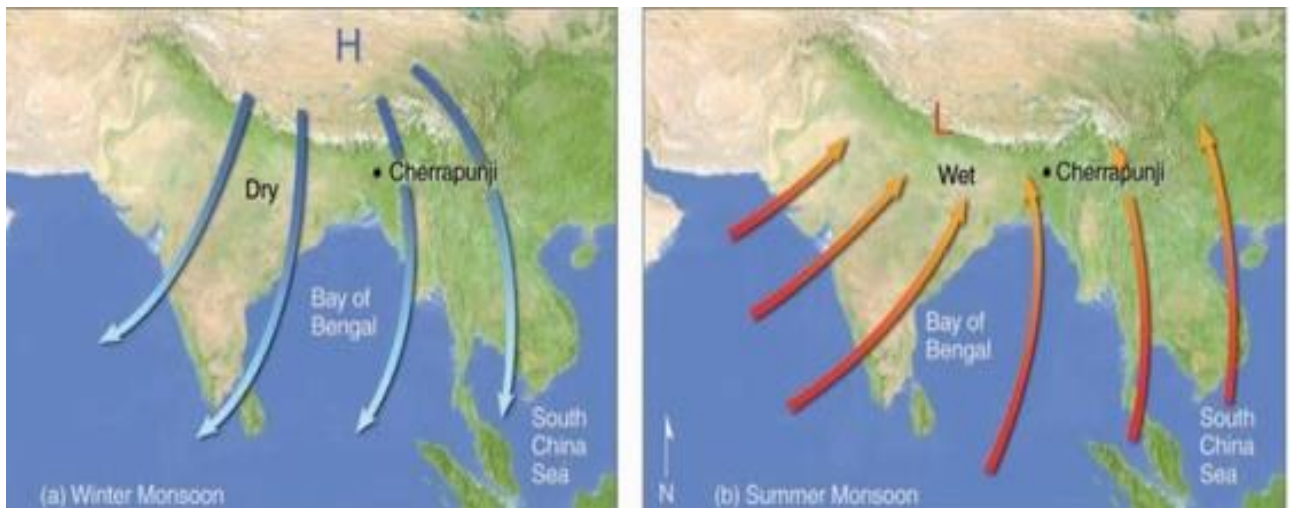 H
Cherrapunji
Dry
Bay of
Bengal
South
China
Sea
(a) Winter Monsoon
L
Wet
Cherrapunji
Bay of
Bengal
South
China
Sea
N
(b) Summer Monsoon